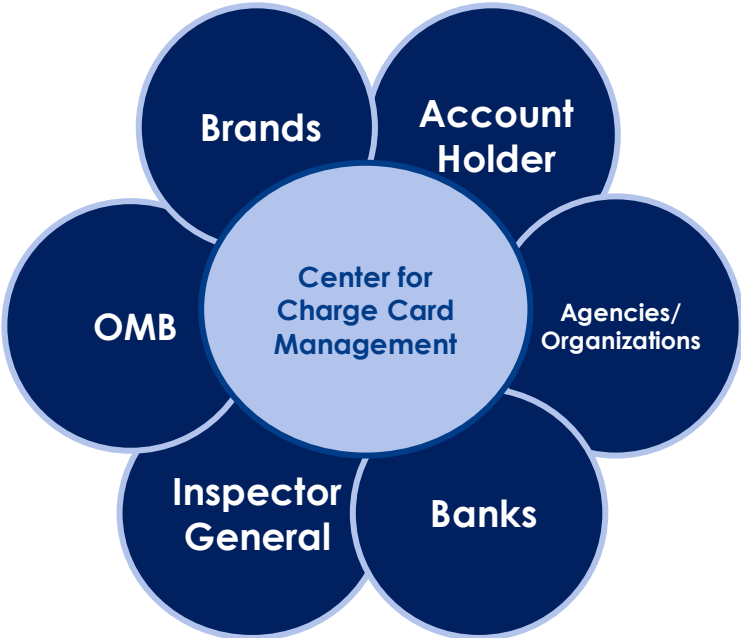 Brands
Account
Holder
OMB
Center for
Charge Card
Management
Agencies/
Organizations
Inspector
General
Banks